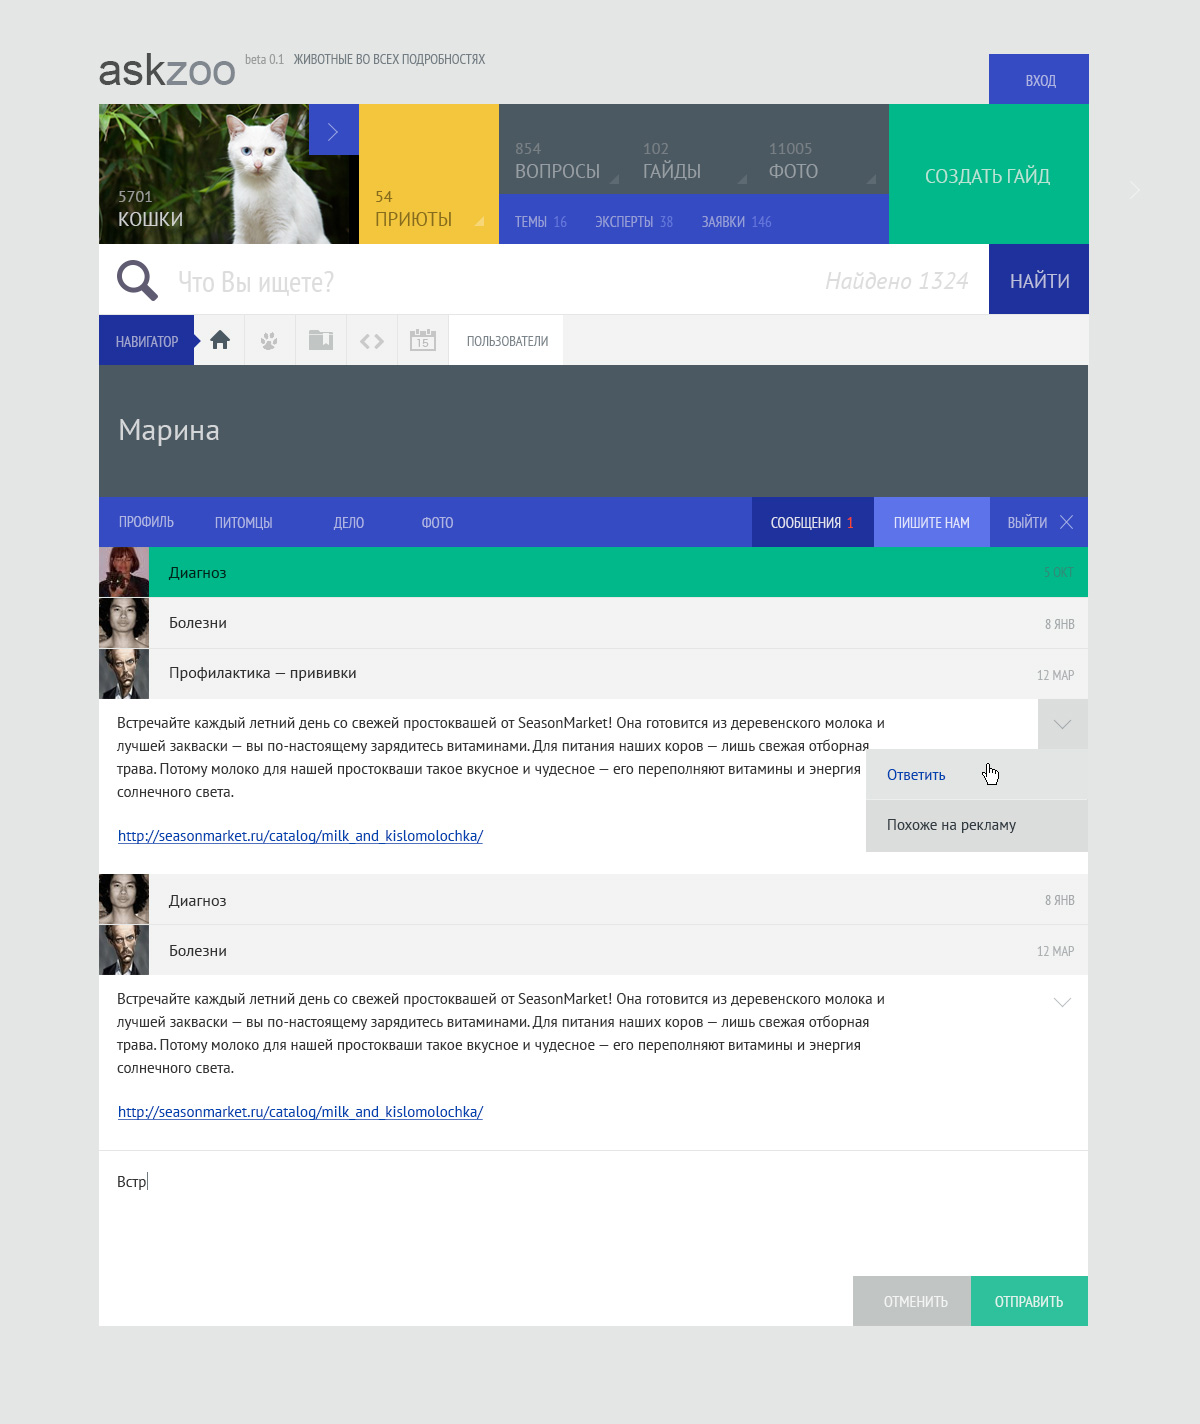 askzoo beta 0.1 ЖИВОТНЫЕ ВО ВСЕХ ПОДРОБНОСТЯХ
ВХОД
5701
КОШКИ
54
ПРИЮТЫ
854
ВОПРОСЫ
102
ГАЙДЫ
11005
ФОТО
ТЕМЫ 16
ЭКСПЕРТЫ 38
ЗАЯВКИ 146
СОЗДАТЬ ГАЙД
Что Вы ищете?
Найдено 1324
НАЙТИ
НАВИГАТОР
15
ПОЛЬЗОВАТЕЛИ
Марина
ПРОФИЛЬ
ПИТОМЦЫ
ДЕЛО
ФОТО
СООБЩЕНИЯ 1
ПИШИТЕ НАМ
ВЫЙТИ
Диагноз
5 ОКТ
Болезни
8 ЯНВ
Профилактика — прививки
12 МАР
Встречайте каждый летний день со свежей простоквашей от SeasonMarket! Она готовится из деревенского молока и
лучшей закваски — вы по-настоящему зарядитесь витаминами. Для питания наших коров — лишь свежая отборная
трава. Потому молоко для нашей простокваши такое вкусное и чудесное — его переполняют витамины и энергия
солнечного света.
http://seasonmarket.ru/catalog/milk_and_kislomolochka/
Ответить
Похоже на рекламу
Диагноз
8 ЯНВ
Болезни
12 МАР
Встречайте каждый летний день со свежей простоквашей от SeasonMarket! Она готовится из деревенского молока и
лучшей закваски — вы по-настоящему зарядитесь витаминами. Для питания наших коров — лишь свежая отборная
трава. Потому молоко для нашей простокваши такое вкусное и чудесное — его переполняют витамины и энергия
солнечного света.
http://seasonmarket.ru/catalog/milk_and_kislomolochka/
Встр
ОТМЕНИТЬ
ОТПРАВИТЬ